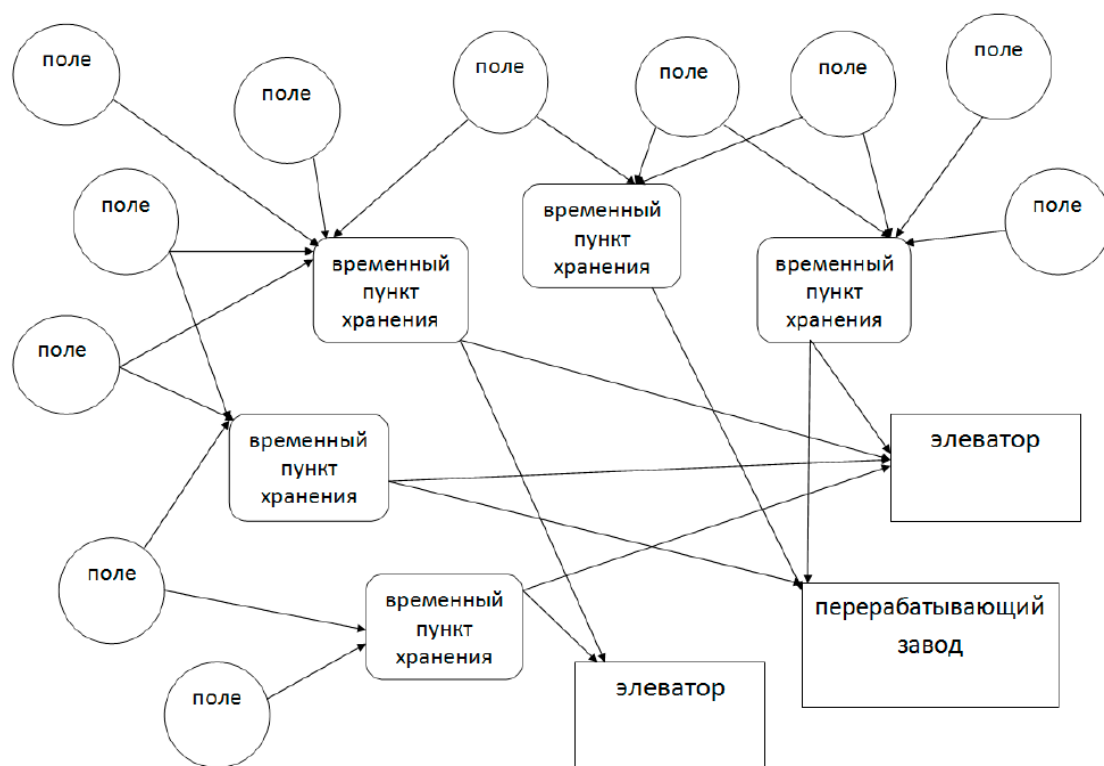 поле
поле
поле
поле
поле
поле
поле
поле
временный
пункт
хранения
временный
пункт
хранения
временный
пункт
хранения
поле
временный
пункт
хранения
элеватор
поле
временный
пункт
хранения
перерабатывающий
завод
поле
элеватор